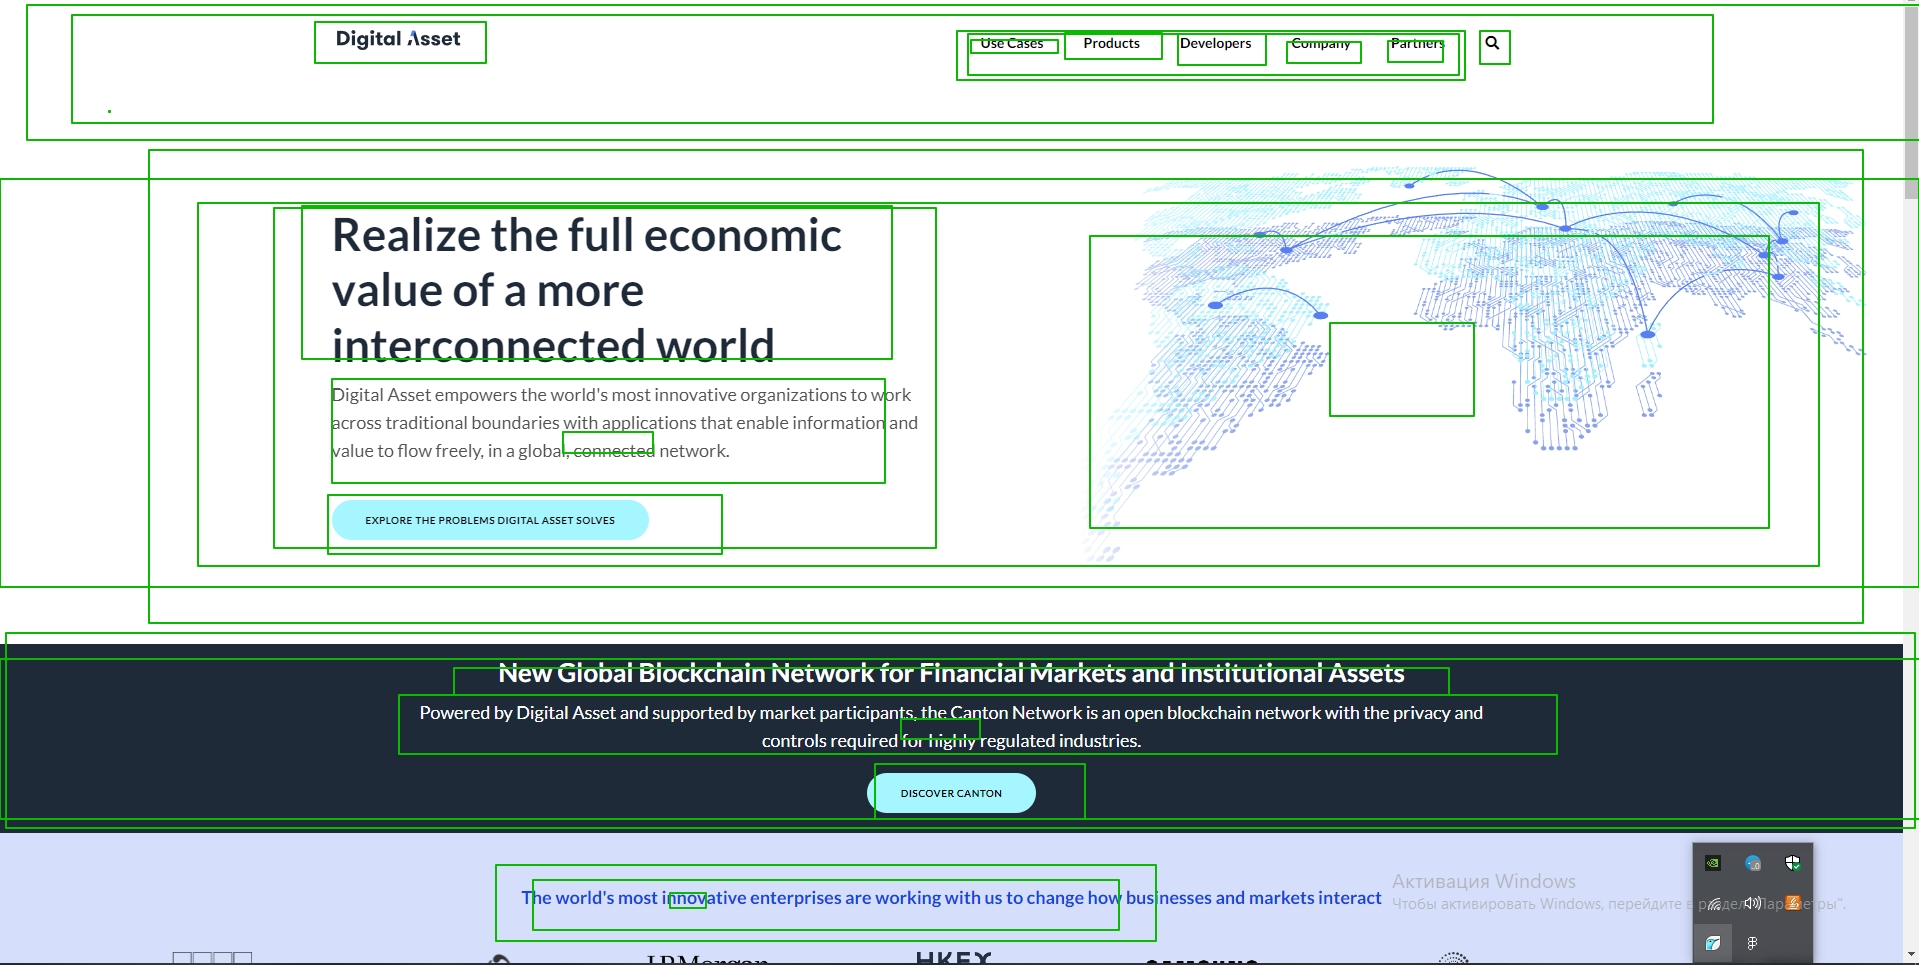 Digital Asset
Use Cases Products Developers Company Partners
Realize the full economic
value of a more
interconnected world
Digital Asset empowers the world's most innovative organizations to work
across traditional boundaries with applications that enable information and
value to flow freely, in a global, connected network.
EXPLORE THE PROBLEMS DIGITAL ASSET SOLVES
New Global Blockchain Network for Financial Markets and Institutional Assets
Powered by Digital Asset and supported by market participants, the Canton Network is an open blockchain network with the privacy and
controls required for highly regulated industries.
DISCOVER CANTON
The world's most innovative enterprises are working with us to change how businesses and markets interact
Активация Windows
Чтобы активировать Windows, перейдите в раздел "Параметры".
J.P.Morgan
HKEX
SAMSUNG